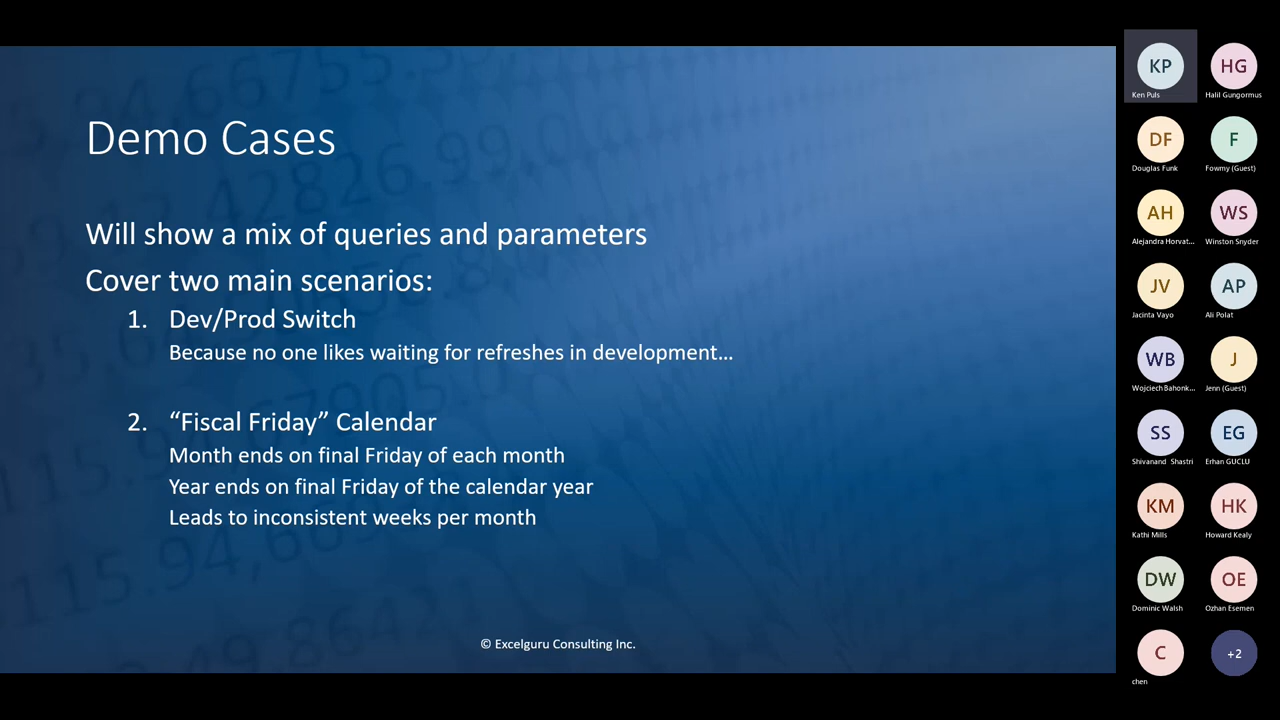 Demo Cases
Will show a mix of queries and parameters
Cover two main scenarios:
1. Dev/Prod Switch
Because no one likes waiting for refreshes in development…
2. “Fiscal Friday” Calendar
Month ends on final Friday of each month
Year ends on final Friday of the calendar year
Leads to inconsistent weeks per month
© Excelguru Consulting Inc.
KP HG
Ken Puls Halil Gungormus
DF F
Douglas Funk Fowmy (Guest)
AH WS
Alejandra Horvat... Winston Snyder
JV AP
Jacinta Vayo Ali Polat
WB J
Wojciech Bahonk... Jenn (Guest)
SS EG
Shivanand Shastri Erhan GUCLU
KM HK
Kathi Mills Howard Kealy
DW OE
Dominic Walsh Ozhan Esemen
C +2
chen